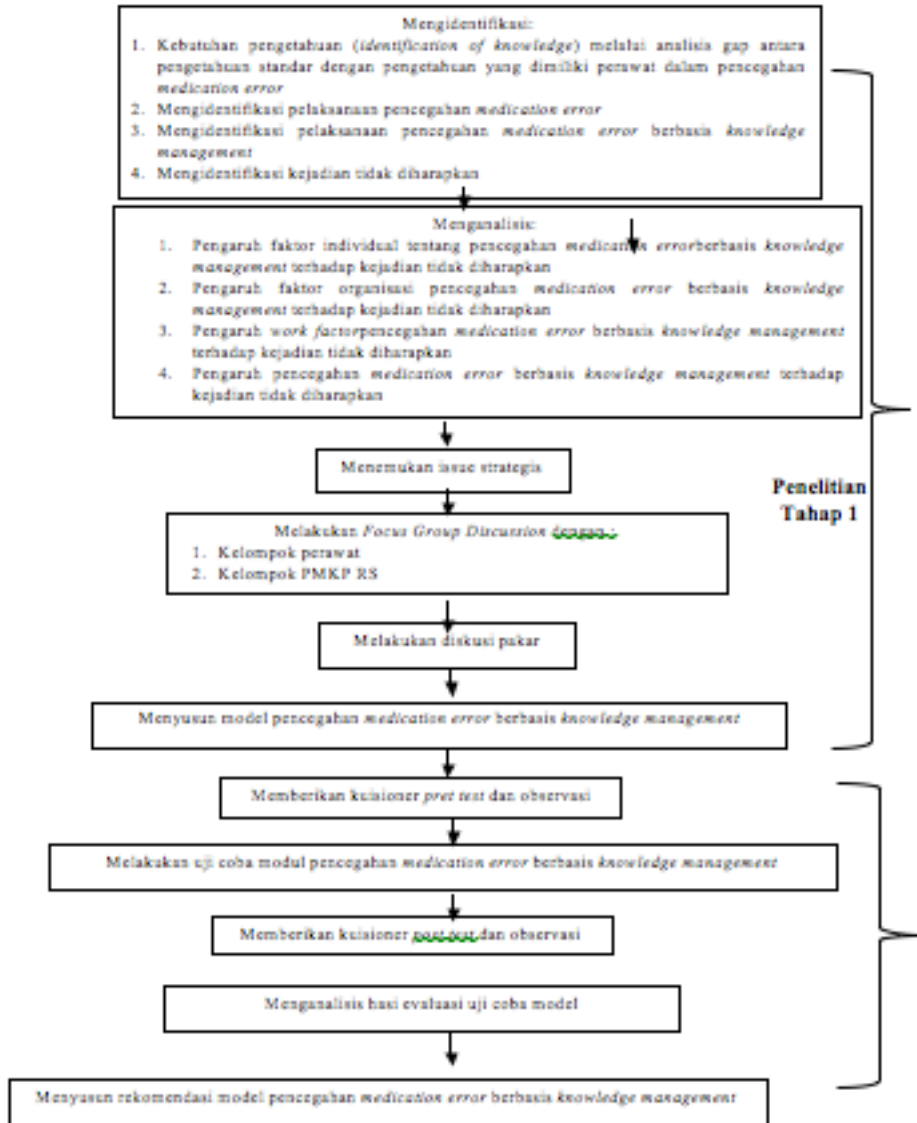 Mengidentifikasi:
1. Kebutuhan pengetahuan (identification of knowledge) melalui analisis gap antara
pengetahuan standar dengan pengetahuan yang dimiliki perawat dalam pencegahan
medication error
2. Mengidentifikasi pelaksanaan pencegahan medication error
3. Mengidentifikasi pelaksanaan pencegahan medication error berbasis knowledge
management
4. Mengidentifikasi kejadian tidak diharapkan
Menganalisis:
1. Pengaruh faktor individual tentang pencegahan medication errorberbasis knowledge
management terhadap kejadian tidak diharapkan
2. Pengaruh faktor organisasi pencegahan medication error berbasis knowledge
management terhadap kejadian tidak diharapkan
3. Pengaruh work factorpencegahan medication error berbasis knowledge management
terhadap kejadian tidak diharapkan
4. Pengaruh pencegahan medication error berbasis knowledge management terhadap
kejadian tidak diharapkan
Menemukan issue strategis
Penelitian
Tahap 1
Melakukan Focus Group Discussion dengan :
1. Kelompok perawat
2. Kelompok PMKP RS
Melakukan diskusi pakar
Menyusun model pencegahan medication error berbasis knowledge management
Memberikan kuisioner pret test dan observasi
Melakukan uji coba modul pencegahan medication error berbasis knowledge management
Memberikan kuisioner post test dan observasi
Menganalisis hasi evaluasi uji coba model
Menyusun rekomendasi model pencegahan medication error berbasis knowledge management